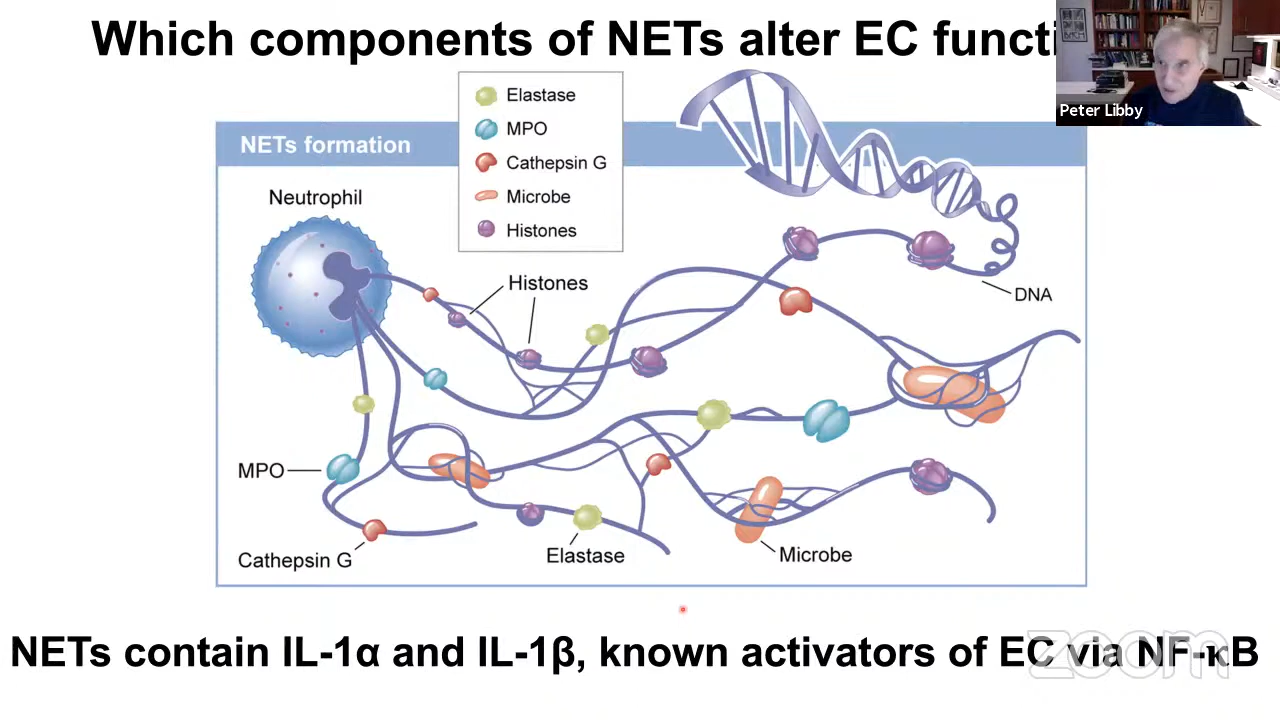 Which components of NETs alter EC functi
Peter Libby
Elastase
MPO
Cathepsin G
Microbe
Histones
NETs formation
Neutrophil
Histones
DNA
MPO
Cathepsin G
Elastase
Microbe
NETs contain IL-1α and IL-1β, known activators of EC via NF-κB
zoom